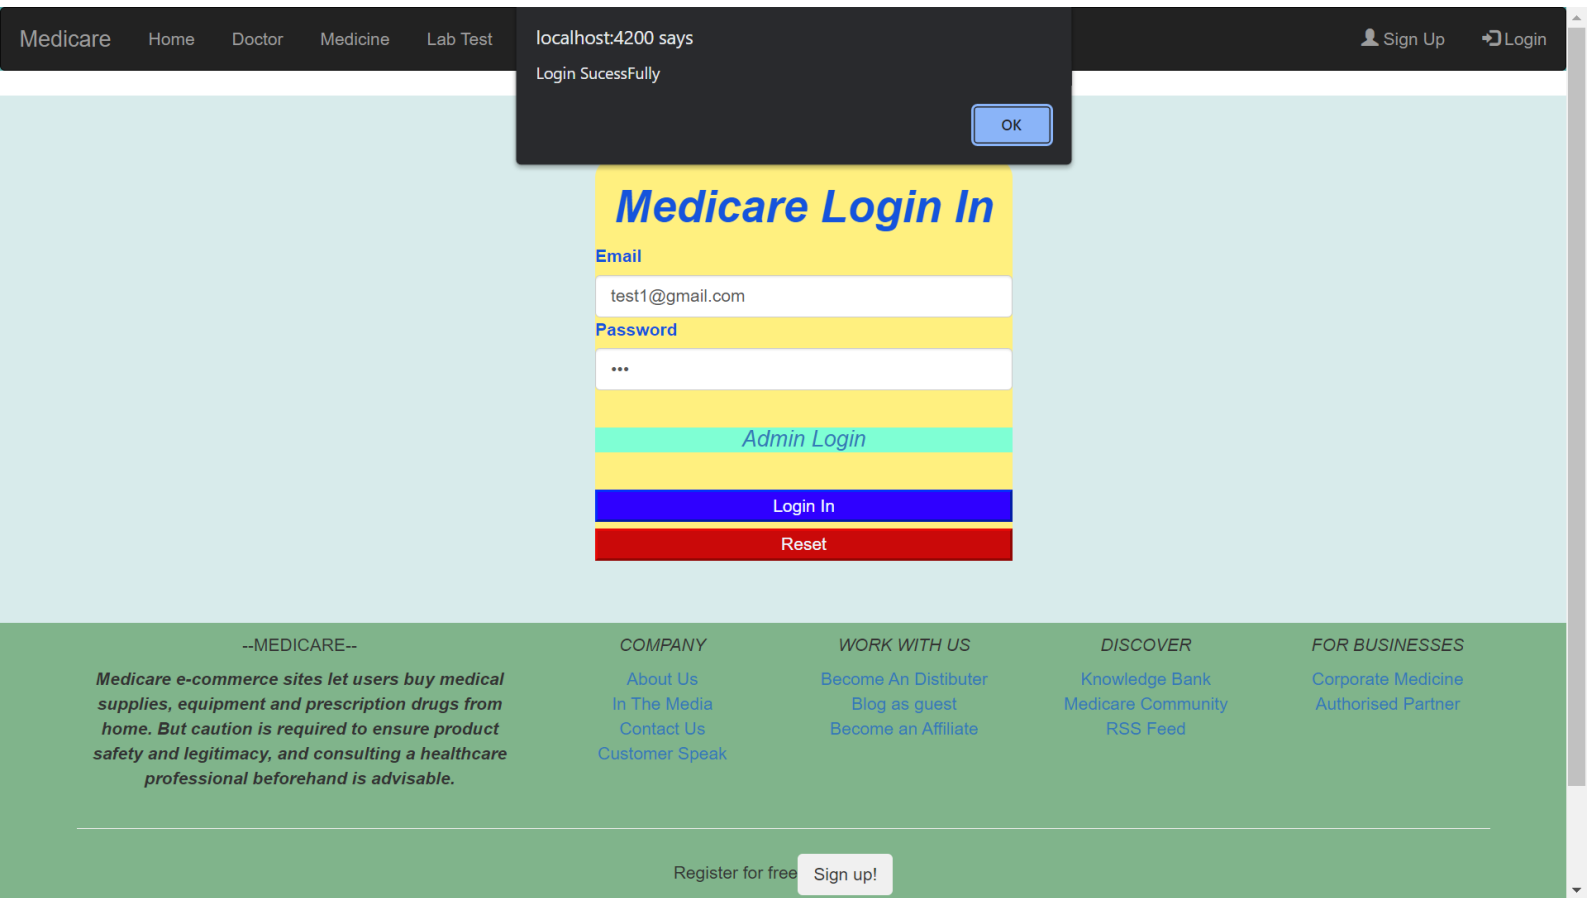 Medicare Home Doctor Medicine Lab Test Sign Up Login
localhost:4200 says
Login SucessFully
OK
Medicare Login In
Email
test1@gmail.com
Password
•••
Admin Login
Login In
Reset
--MEDICARE--
Medicare e-commerce sites let users buy medical
supplies, equipment and prescription drugs from
home. But caution is required to ensure product
safety and legitimacy, and consulting a healthcare
professional beforehand is advisable.
COMPANY
About Us
In The Media
Contact Us
Customer Speak
WORK WITH US
Become An Distibuter
Blog as guest
Become an Affiliate
DISCOVER
Knowledge Bank
Medicare Community
RSS Feed
FOR BUSINESSES
Corporate Medicine
Authorised Partner
Register for free Sign up!